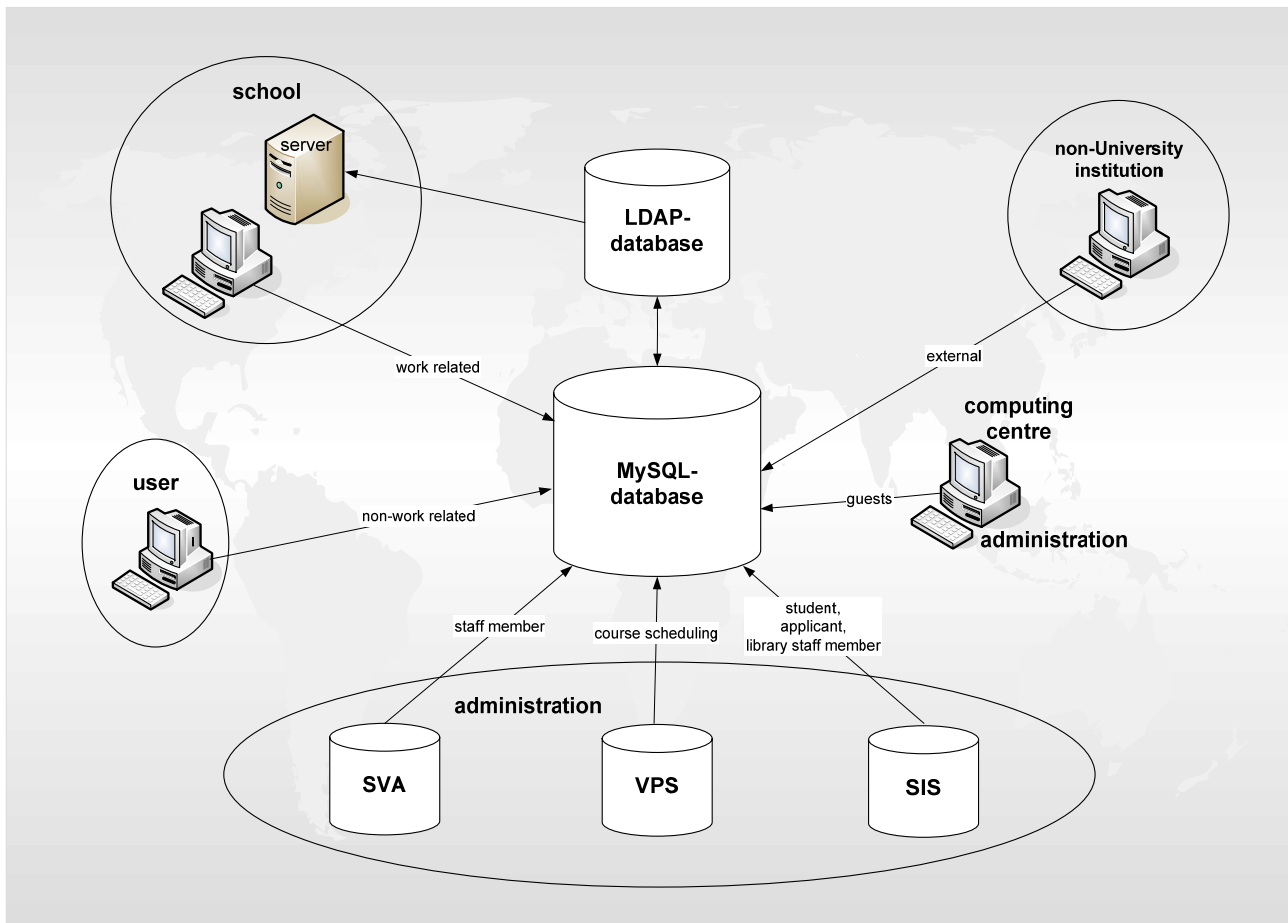 school
server
non-University
institution
LDAP-
database
work related
external
computing
centre
MySQL-
database
user
guests
non-work related
administration
staff member
course scheduling
student,
applicant,
library staff member
administration
SVA
VPS
SIS